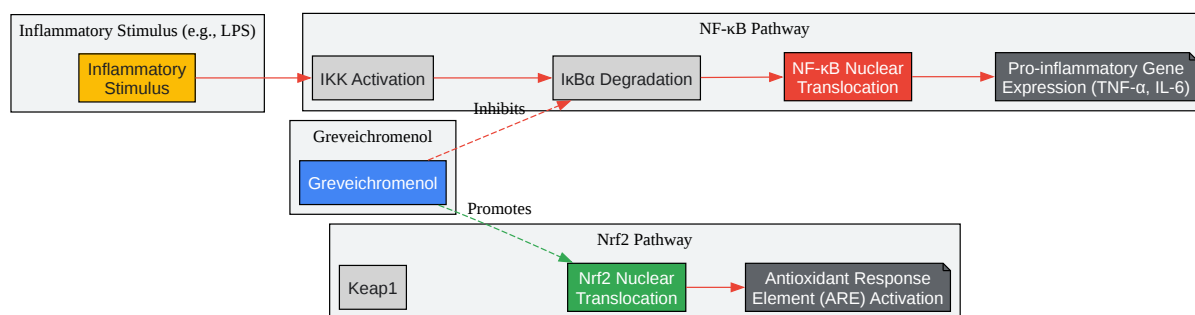 Inflammatory Stimulus (e.g., LPS)
Inflammatory
Stimulus
NF-κB Pathway
IKK Activation
IκBα Degradation
NF-κB Nuclear
Translocation
Pro-inflammatory Gene
Expression (TNF-α, IL-6)
Inhibits
Greveichromenol
Greveichromenol
Promotes
Nrf2 Pathway
Keap1
Nrf2 Nuclear
Translocation
Antioxidant Response
Element (ARE) Activation